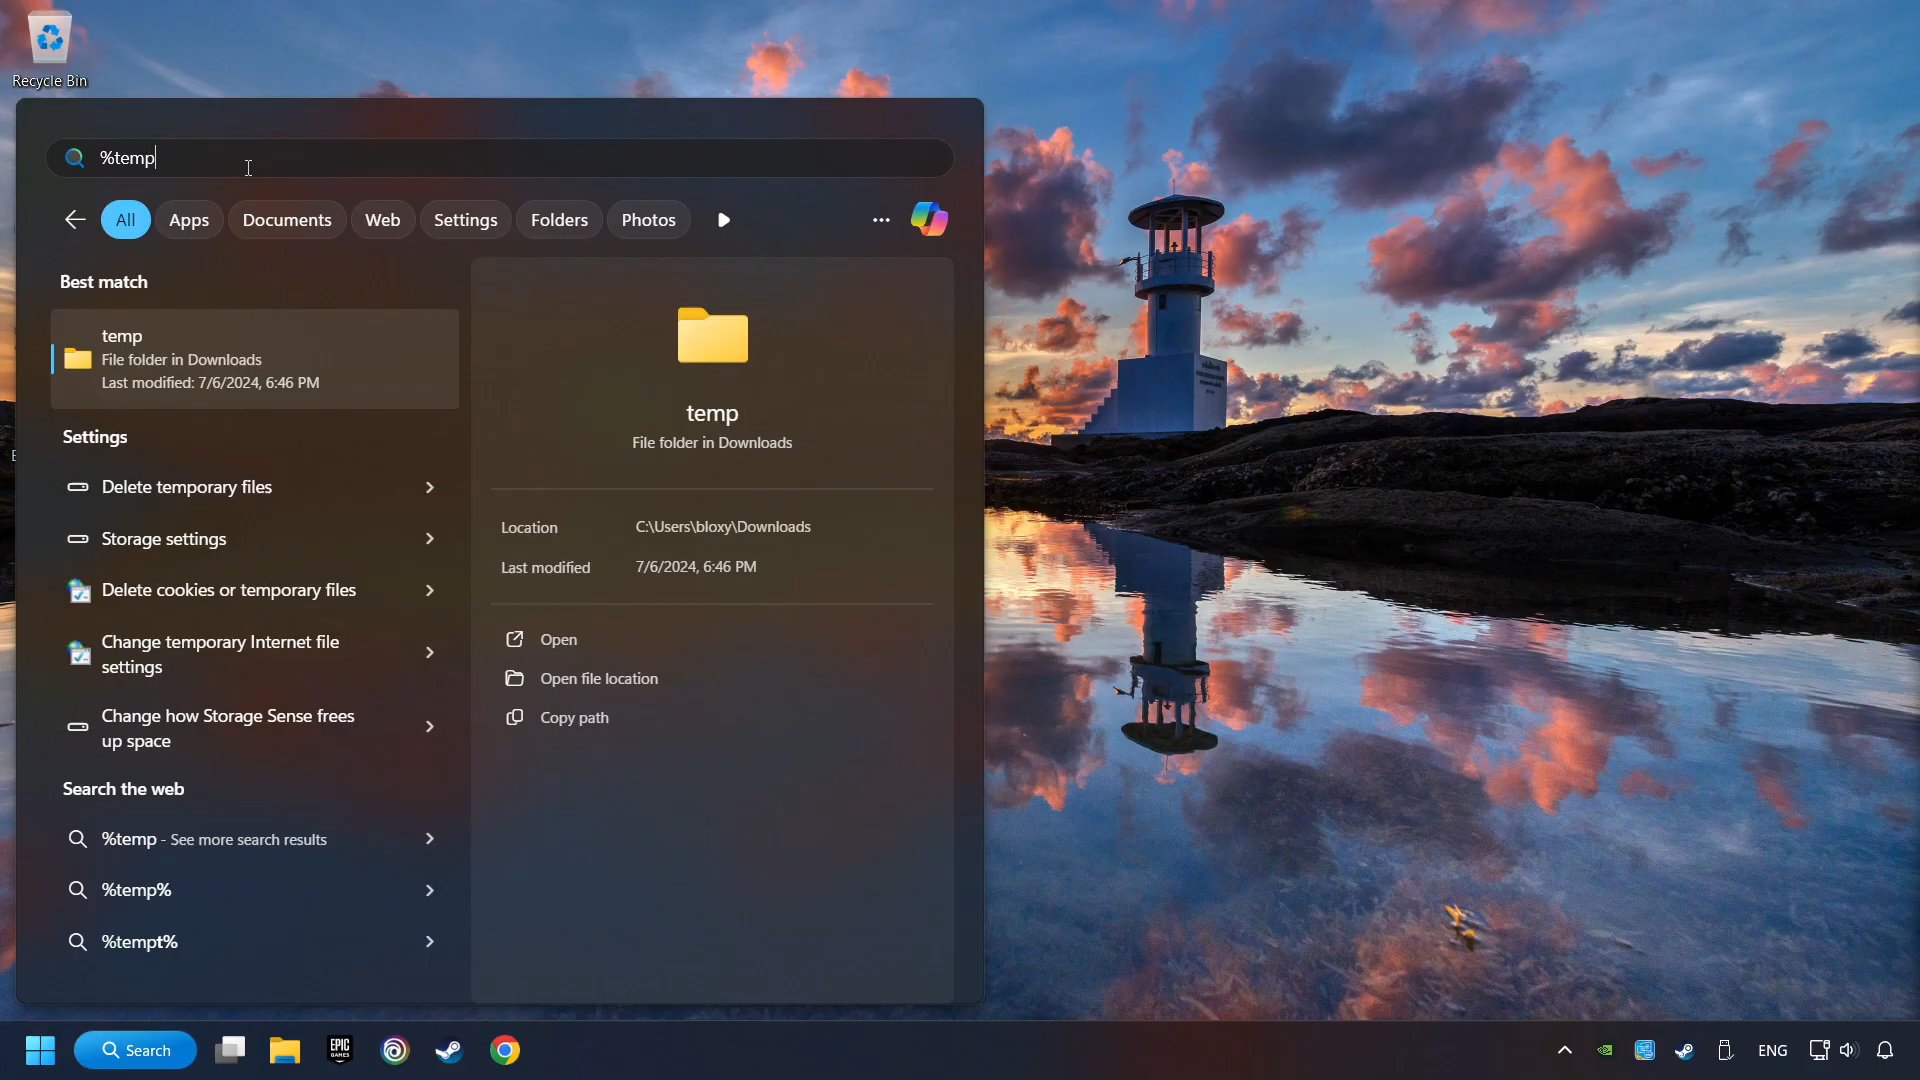 Recycle Bin
%temp
All
Apps
Documents
Web
Settings
Folders
Photos
Best match
temp
File folder in Downloads
Last modified: 7/6/2024, 6:46 PM
Settings
Delete temporary files
Storage settings
Delete cookies or temporary files
Change temporary Internet file
settings
Change how Storage Sense frees
up space
Search the web
%temp - See more search results
%temp%
%tempt%
temp
File folder in Downloads
Location
C:\Users\bloxy\Downloads
Last modified
7/6/2024, 6:46 PM
Open
Open file location
Copy path
Search
EPIC
GAMES
ENG